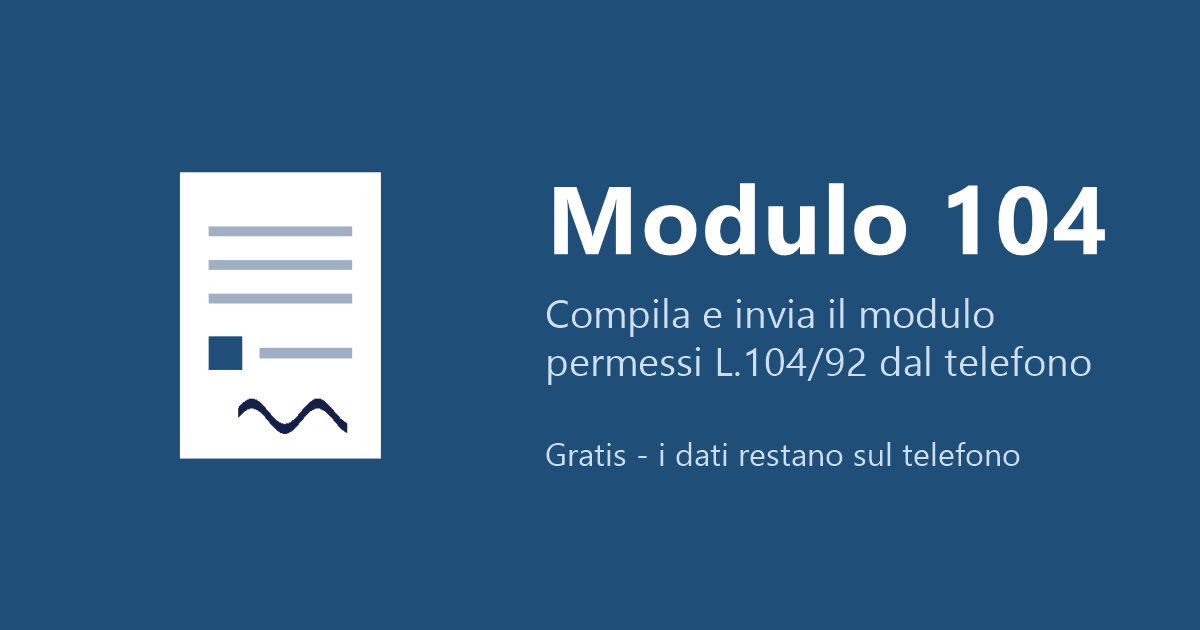 Modulo 104
Compila e invia il modulo
permessi L.104/92 dal telefono
Gratis - i dati restano sul telefono